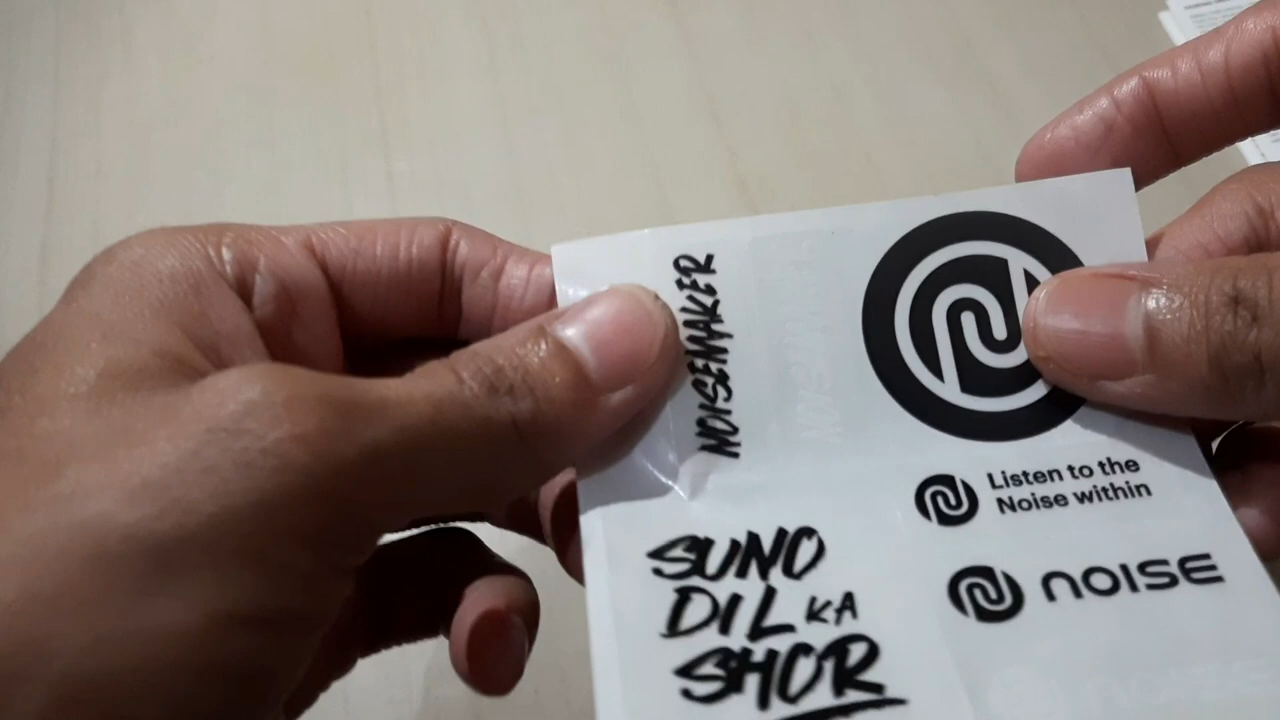 NOISEMAKER
Listen to the
Noise within
NOISE
SUNO
DIL KA
SHOR